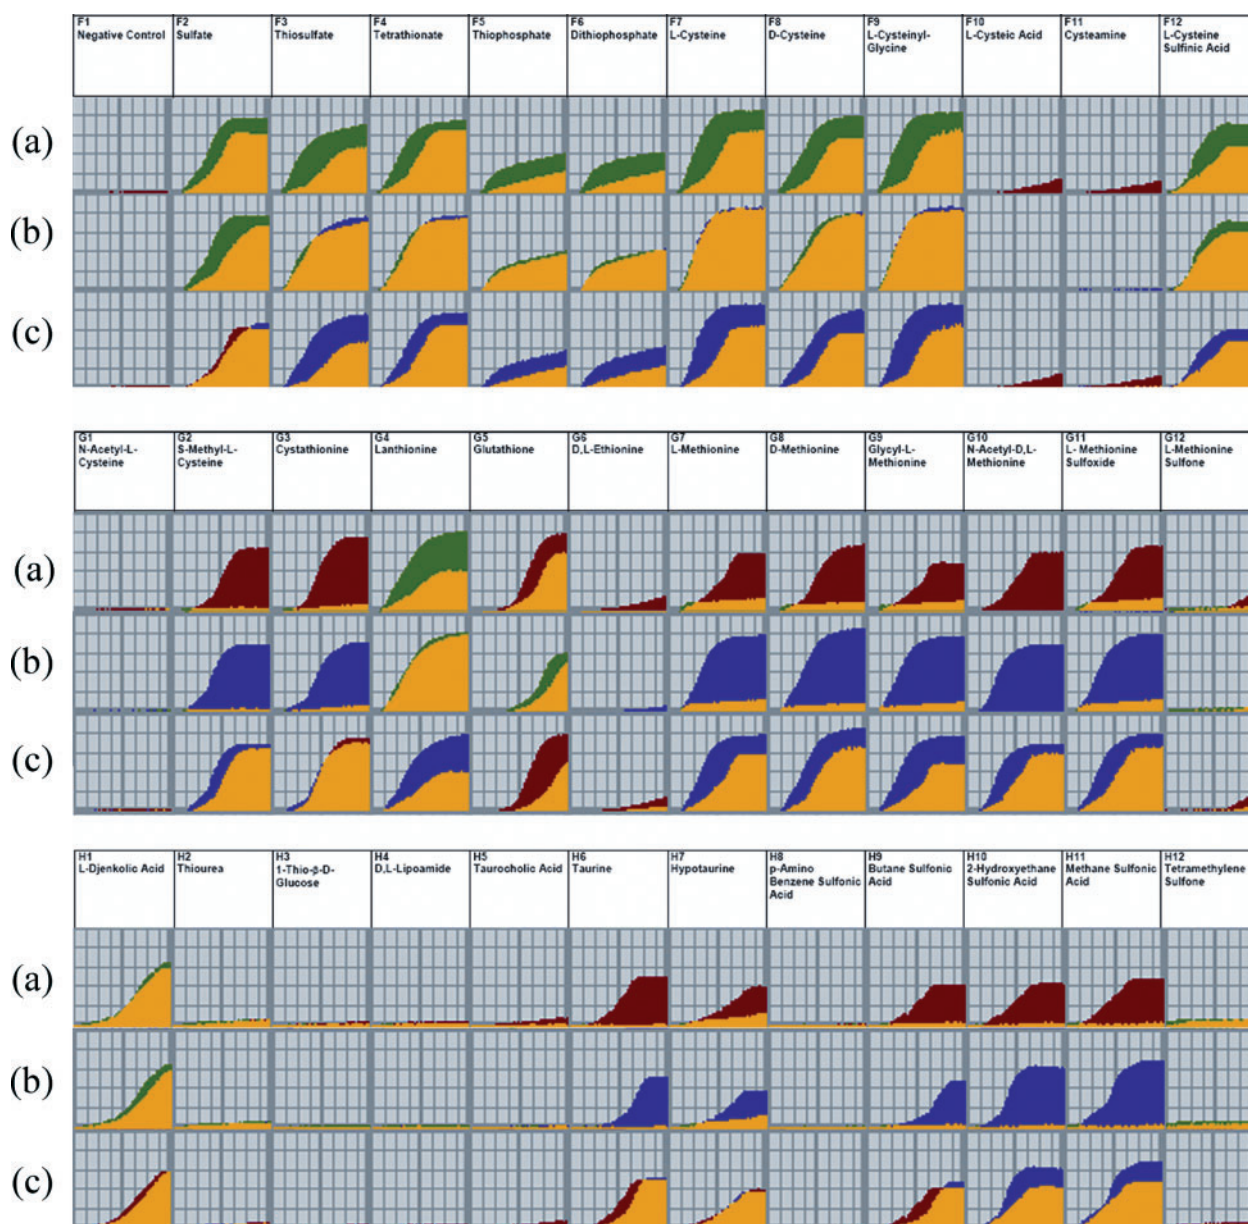 F1
Negative Control
F2
Sulfate
F3
Thiosulfate
F4
Tetrathionate
F5
Thiophosphate
F6
Dithiophosphate
F7
L-Cysteine
F8
D-Cysteine
F9
L-Cysteinyl-
Glycine
F10
L-Cysteic Acid
F11
Cysteamine
F12
L-Cysteine
Sulfinic Acid
(a)
(b)
(c)
G1
N-Acetyl-L-
Cysteine
G2
S-Methyl-L-
Cysteine
G3
Cystathionine
G4
Lanthionine
G5
Glutathione
G6
D,L-Ethionine
G7
L-Methionine
G8
D-Methionine
G9
Glycyl-L-
Methionine
G10
N-Acetyl-D,L-
Methionine
G11
L- Methionine
Sulfoxide
G12
L-Methionine
Sulfone
(a)
(b)
(c)
H1
L-Djenkolic Acid
H2
Thiourea
H3
1-Thio-β-D-
Glucose
H4
D,L-Lipoamide
H5
Taurocholic Acid
H6
Taurine
H7
Hypotaurine
H8
p-Amino
Benzene Sulfonic
Acid
H9
Butane Sulfonic
Acid
H10
2-Hydroxyethane
Sulfonic Acid
H11
Methane Sulfonic
Acid
H12
Tetramethylene
Sulfone
(a)
(b)
(c)